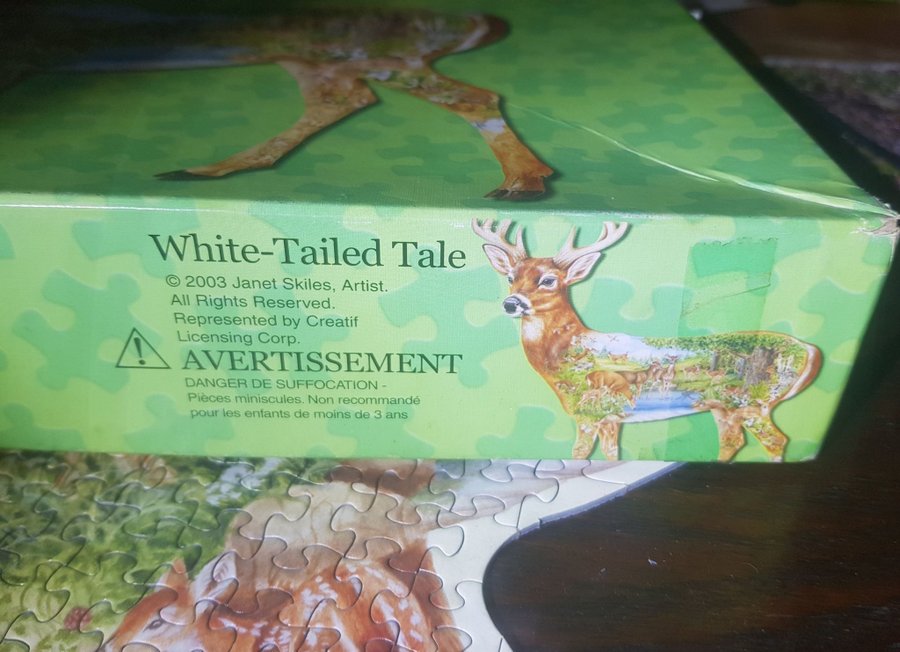 White-Tailed Tale
© 2003 Janet Skiles, Artist.
All Rights Reserved.
Represented by Creatif
Licensing Corp.
AVERTISSEMENT
DANGER DE SUFFOCATION -
Pièces miniscules. Non recommandé
pour les enfants de moins de 3 ans